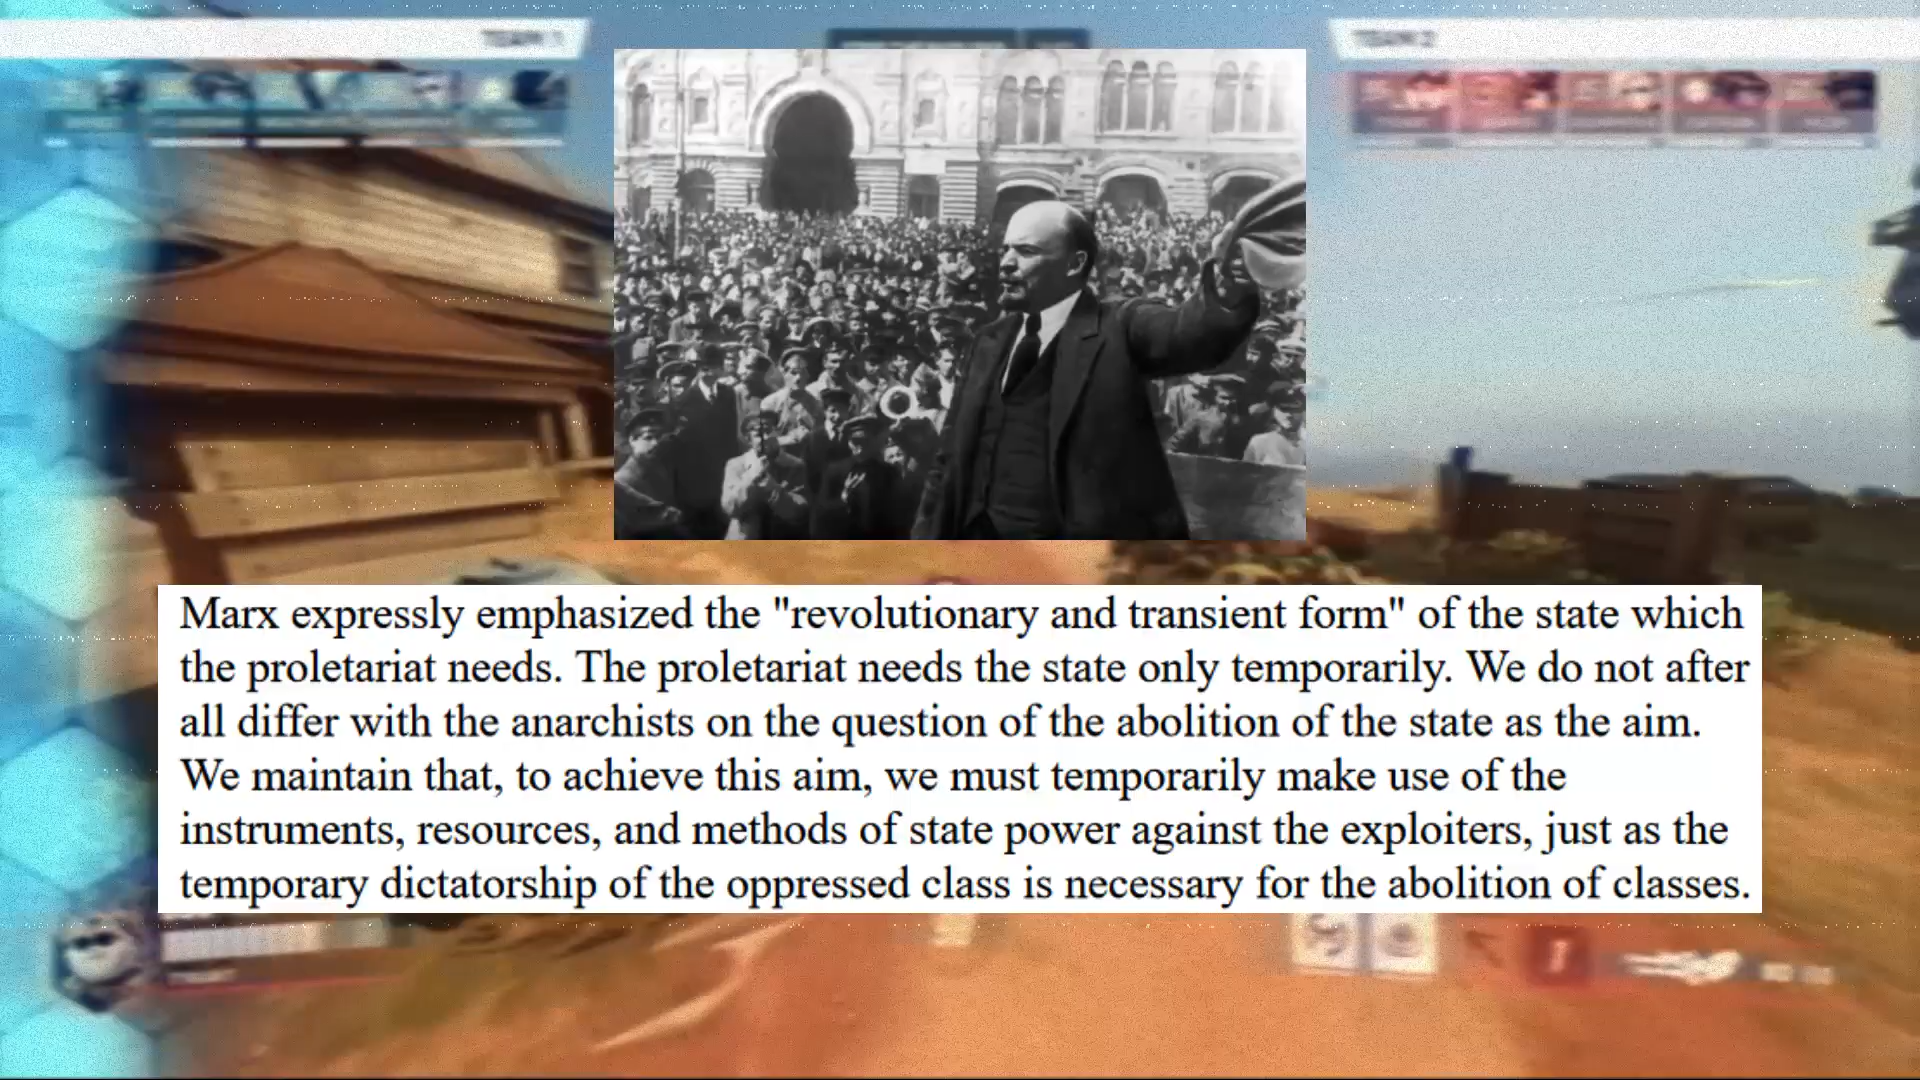 TEAM 1
TEAM 2
Marx expressly emphasized the "revolutionary and transient form" of the state which
the proletariat needs. The proletariat needs the state only temporarily. We do not after
all differ with the anarchists on the question of the abolition of the state as the aim.
We maintain that, to achieve this aim, we must temporarily make use of the
instruments, resources, and methods of state power against the exploiters, just as the
temporary dictatorship of the oppressed class is necessary for the abolition of classes.